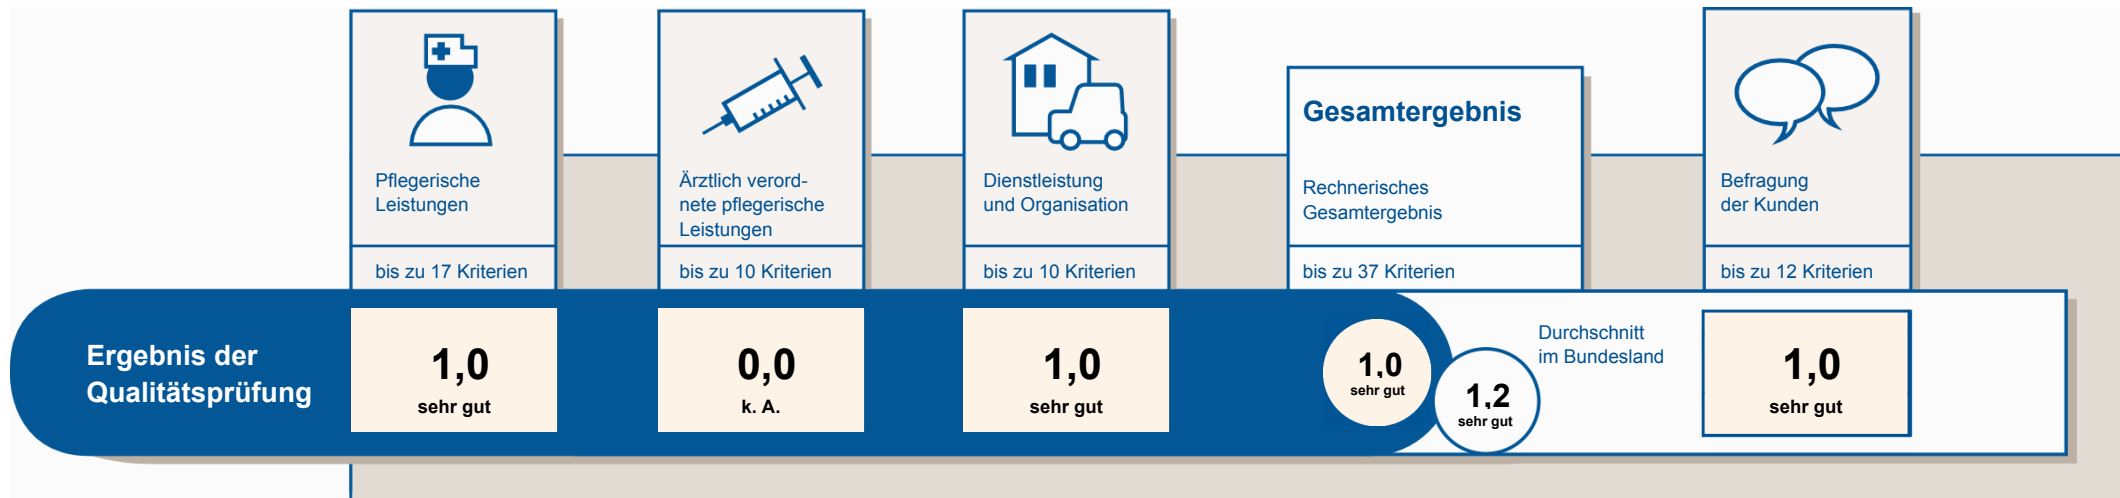 Pflegerische
Leistungen
bis zu 17 Kriterien
Ärztlich verord-
nete pflegerische
Leistungen
bis zu 10 Kriterien
Dienstleistung
und Organisation
bis zu 10 Kriterien
Gesamtergebnis
Rechnerisches
Gesamtergebnis
bis zu 37 Kriterien
Befragung
der Kunden
bis zu 12 Kriterien
Ergebnis der
Qualitätsprüfung
1,0
sehr gut
0,0
k. A.
1,0
sehr gut
1,0
sehr gut
1,2
sehr gut
Durchschnitt
im Bundesland
1,0
sehr gut